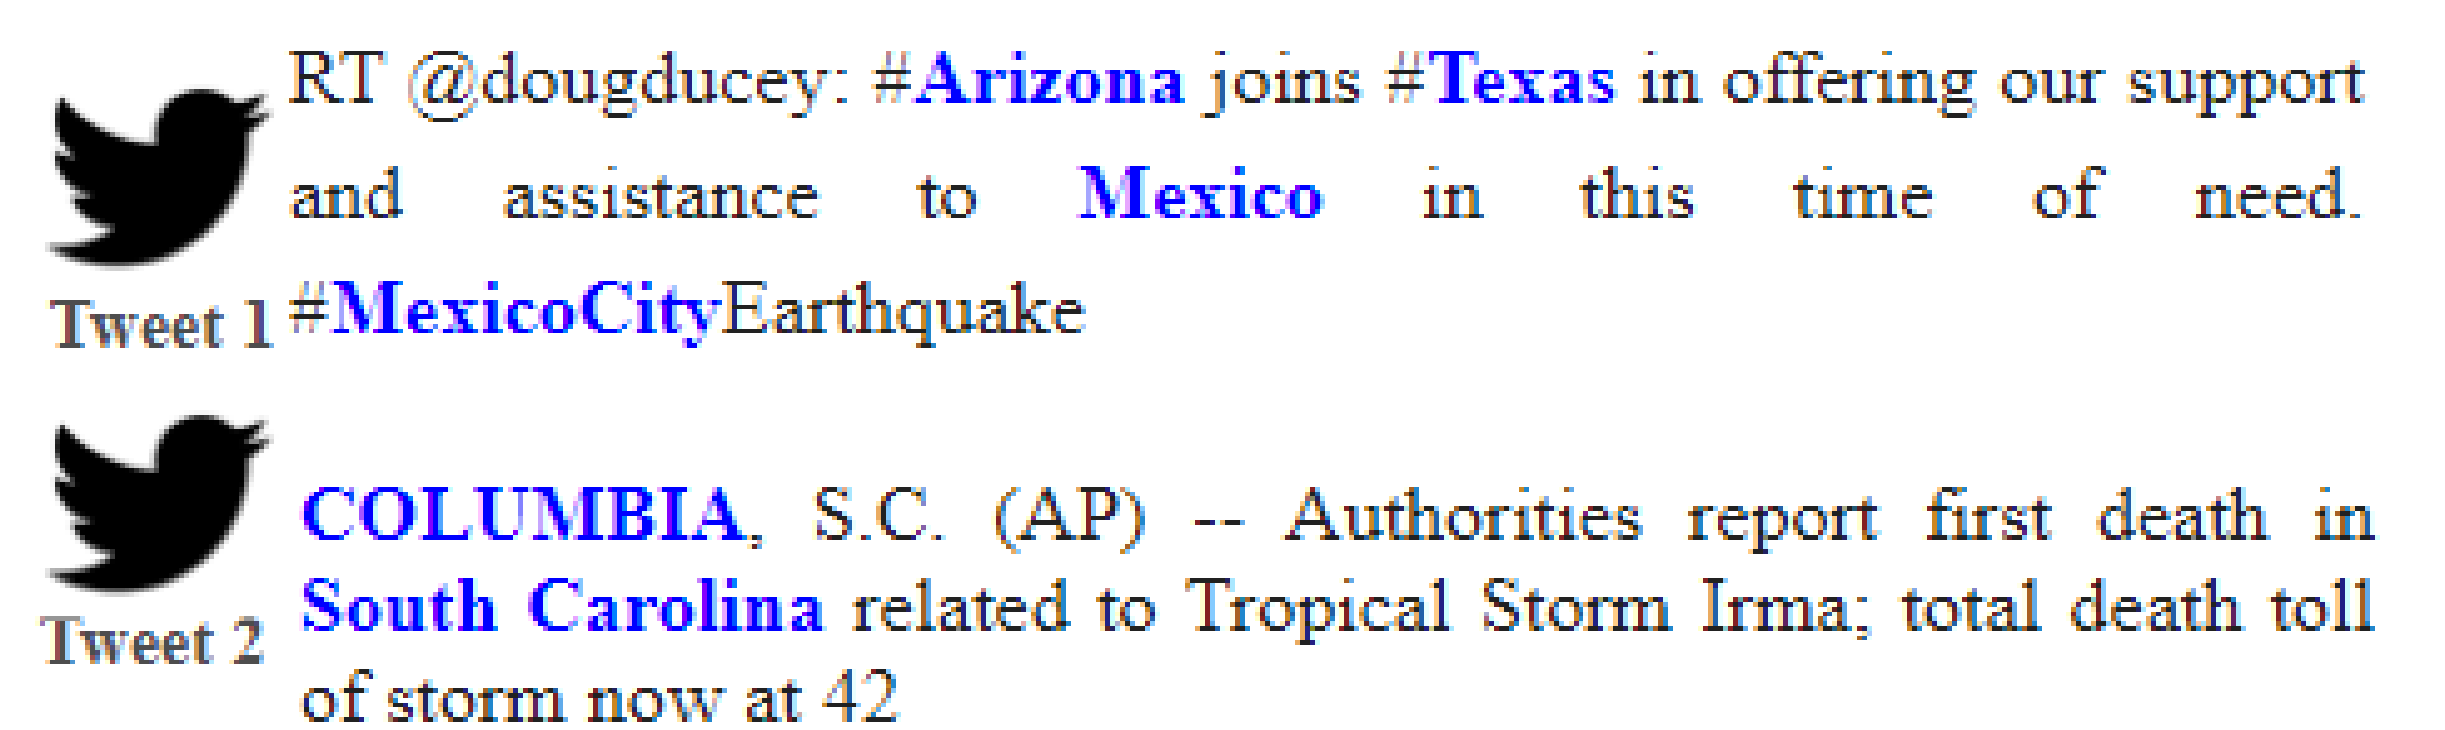 RT @dougducey: #Arizona joins #Texas in offering our support
and assistance to Mexico in this time of need.
#MexicoCityEarthquake
Tweet 1
COLUMBIA, S.C. (AP) -- Authorities report first death in
South Carolina related to Tropical Storm Irma; total death toll
of storm now at 42
Tweet 2